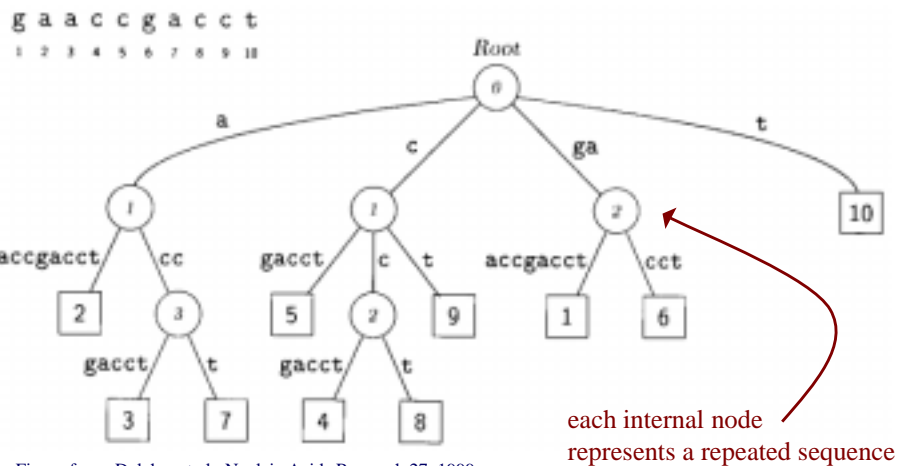 g a a c c g a c c t
1 2 3 4 5 6 7 8 9 10
Root
0
a
c
ga
t
1
1
2
10
accgacct
cc
gacct
c
t
accgacct
cct
2
3
5
2
9
1
6
gacct
t
gacct
t
3
7
4
8
each internal node
represents a repeated sequence